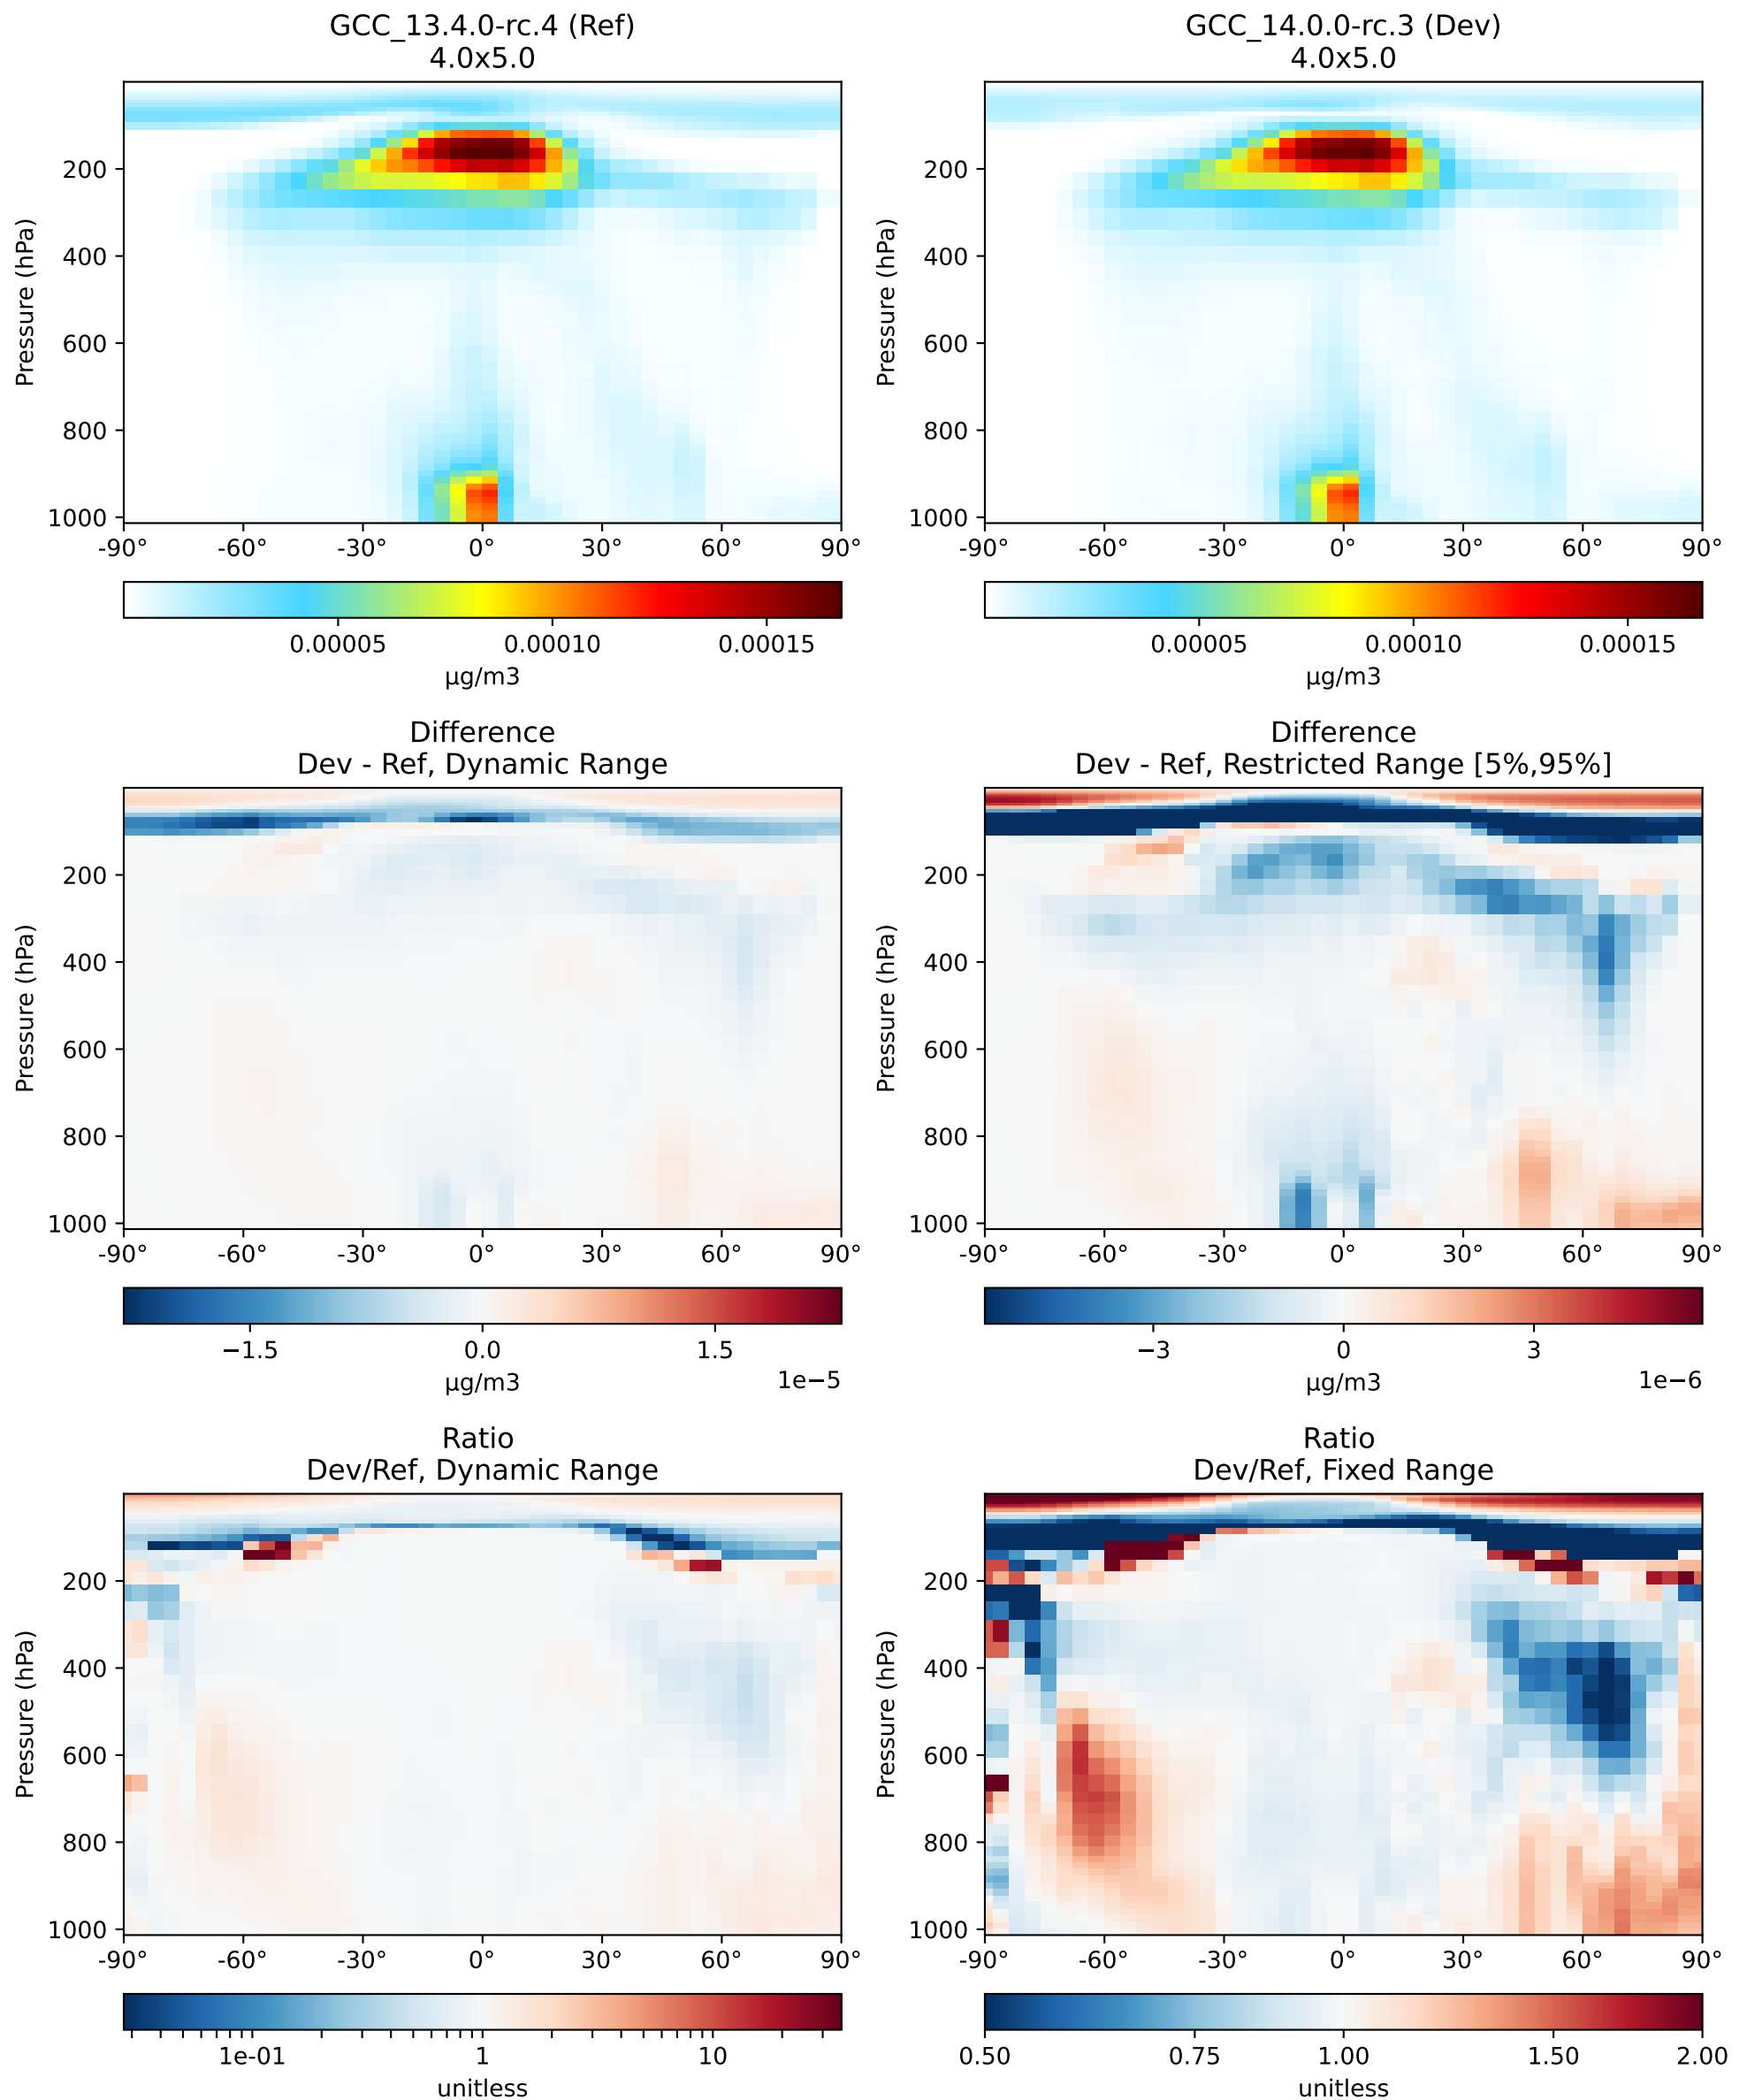 GCC_13.4.0-rc.4 (Ref)
4.0x5.0
GCC_14.0.0-rc.3 (Dev)
4.0x5.0
Pressure (hPa)
200
400
600
800
1000
-90° -60° -30° 0° 30° 60° 90°
0.00005 0.00010 0.00015
µg/m3
Pressure (hPa)
200
400
600
800
1000
-90° -60° -30° 0° 30° 60° 90°
0.00005 0.00010 0.00015
µg/m3
Difference
Dev - Ref, Dynamic Range
Pressure (hPa)
200
400
600
800
1000
-90° -60° -30° 0° 30° 60° 90°
−1.5 0.0 1.5
µg/m3 1e−5
Difference
Dev - Ref, Restricted Range [5%,95%]
Pressure (hPa)
200
400
600
800
1000
-90° -60° -30° 0° 30° 60° 90°
−3 0 3
µg/m3 1e−6
Ratio
Dev/Ref, Dynamic Range
Pressure (hPa)
200
400
600
800
1000
-90° -60° -30° 0° 30° 60° 90°
1e-01 1 10
unitless
Ratio
Dev/Ref, Fixed Range
Pressure (hPa)
200
400
600
800
1000
-90° -60° -30° 0° 30° 60° 90°
0.50 0.75 1.00 1.50 2.00
unitless